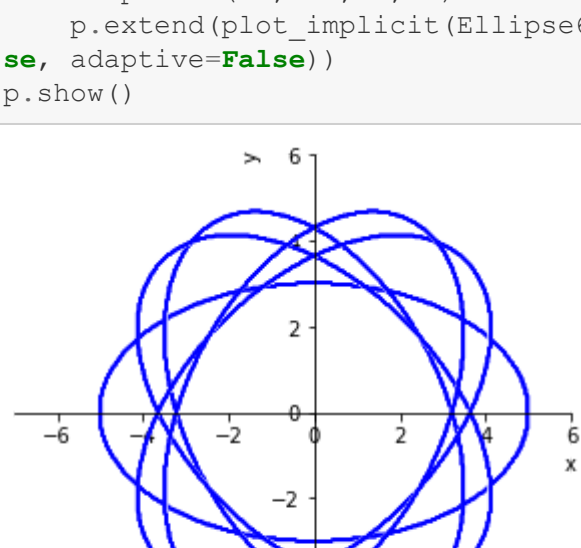 p.extend(plot_implicit(Ellipse
se, adaptive=False))
p.show()
y
6
4
2
0
−6
−4
−2
0
2
4
6
x
−2